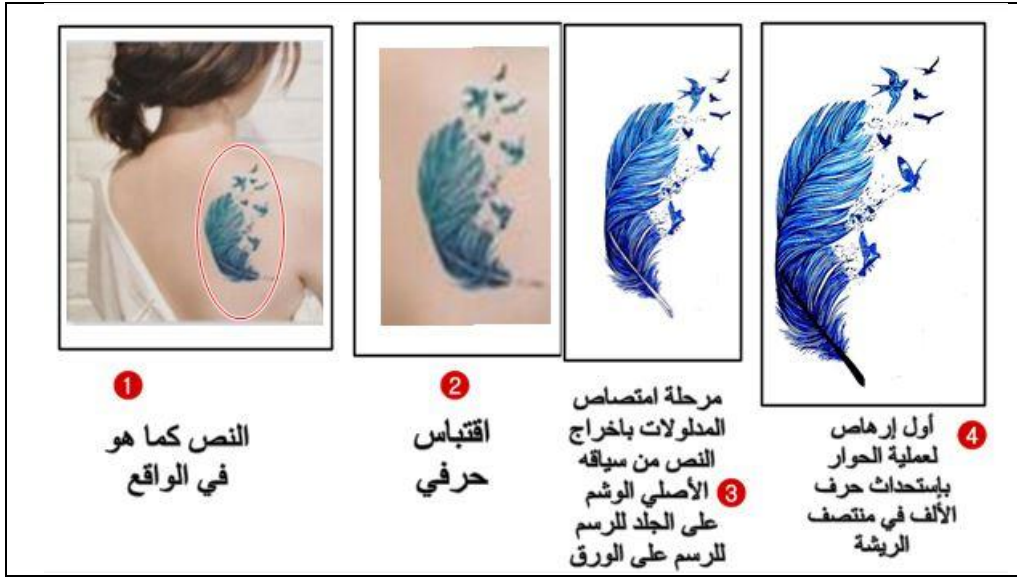 1
النص كما هو
في الواقع
2
اقتباس
حرفي
مرحلة امتصاص
المدلولات باخراج
النص من سياقه
3 الأصلي الوشم
على الجلد للرسم
للرسم على الورق
4 أول إرهاص
لعملية الحوار
بإستحداث حرف
الألف في منتصف
الريشة